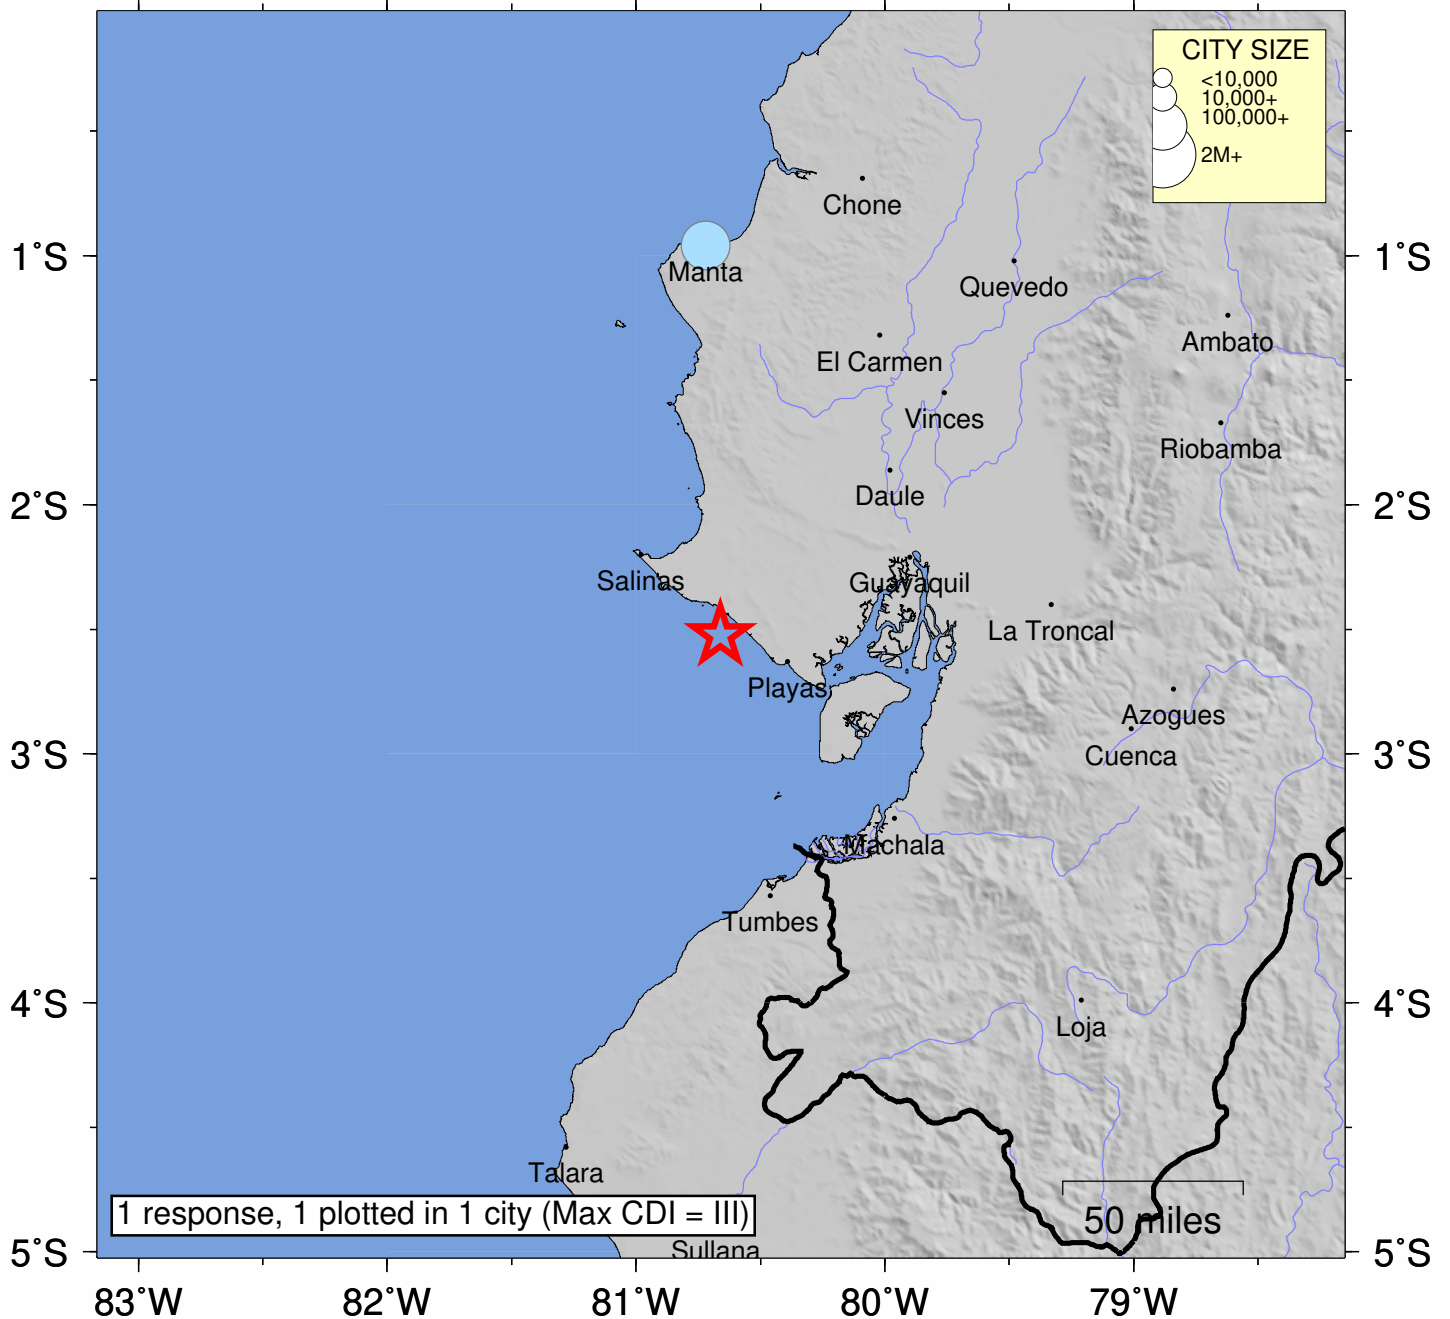 CITY SIZE
<10,000
10,000+
100,000+
2M+
Chone
1°S
1°S
Manta
Quevedo
Ambato
El Carmen
Vinces
Riobamba
Daule
2°S
2°S
Salinas
Guayaquil
La Troncal
Playas
Azogues
3°S
3°S
Cuenca
Machala
Tumbes
4°S
4°S
Loja
Talara
1 response, 1 plotted in 1 city (Max CDI = III)
50 miles
5°S
5°S
Sullana
83°W
82°W
81°W
80°W
79°W